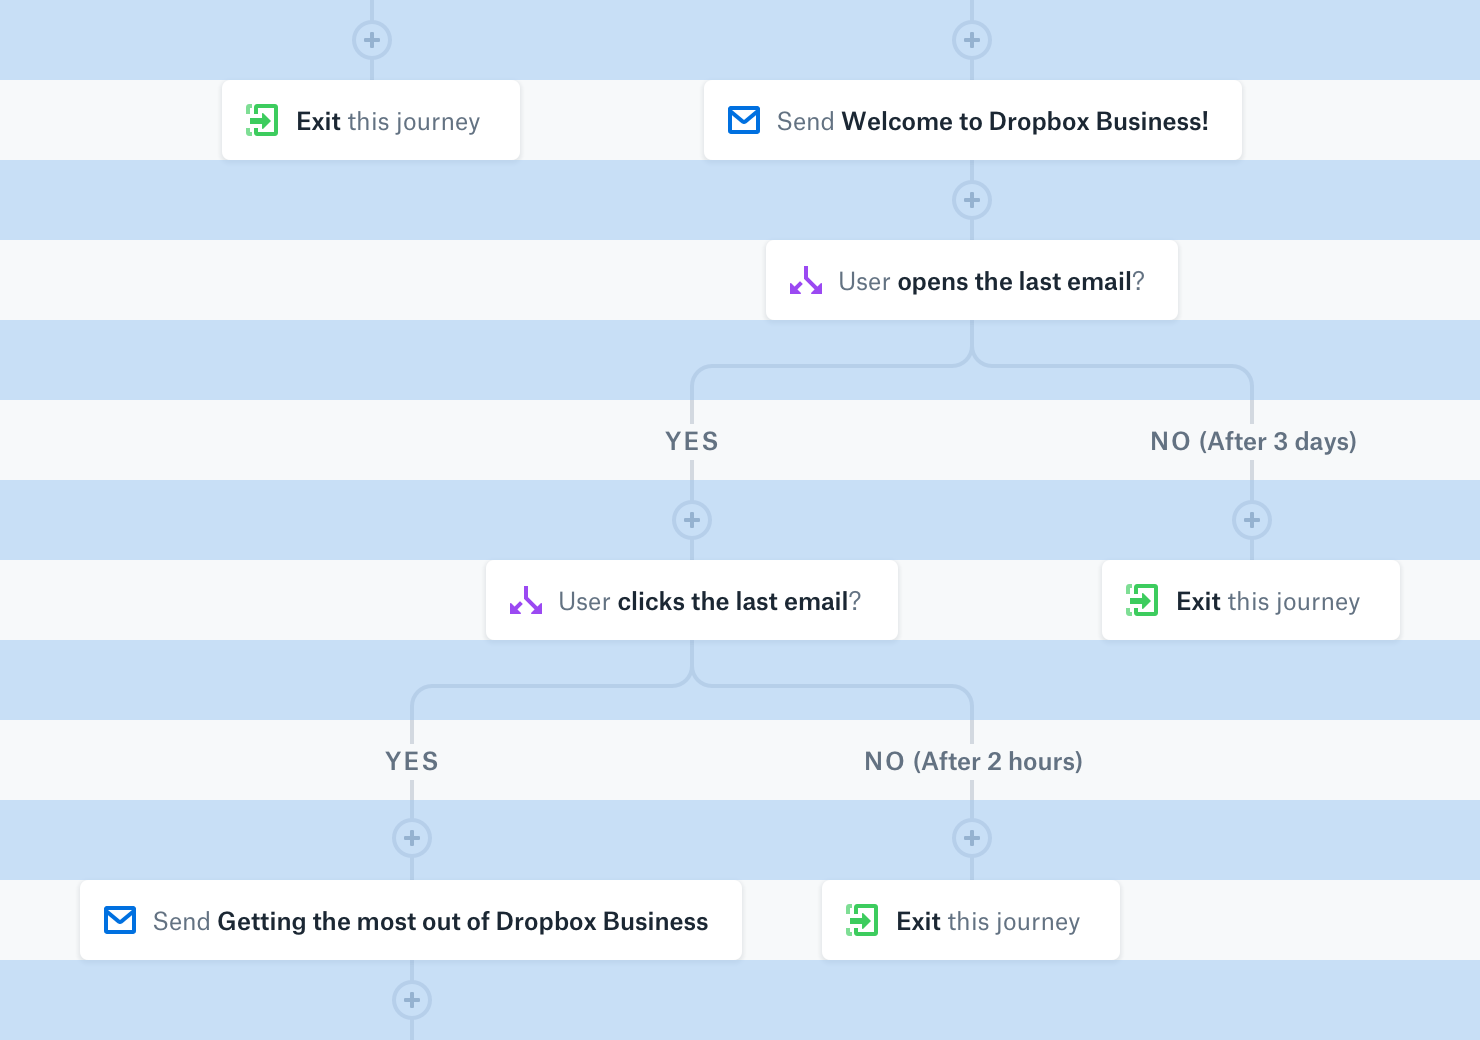 Exit this journey
Send Welcome to Dropbox Business!
User opens the last email?
YES
NO (After 3 days)
User clicks the last email?
Exit this journey
YES
NO (After 2 hours)
Send Getting the most out of Dropbox Business
Exit this journey